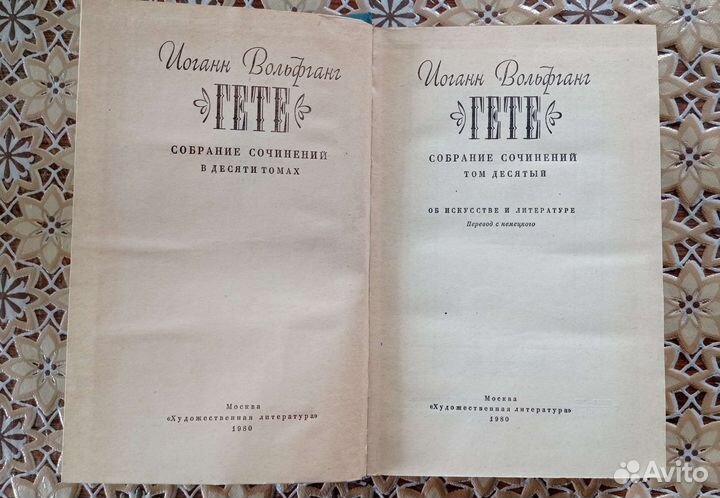 Иоганн Вольфганг
ГЕТЕ
СОБРАНИЕ СОЧИНЕНИЙ
В ДЕСЯТИ ТОМАХ
Москва
«Художественная литература»
1980
Иоганн Вольфганг
ГЕТЕ
СОБРАНИЕ СОЧИНЕНИЙ
ТОМ ДЕСЯТЫЙ
ОБ ИСКУССТВЕ И ЛИТЕРАТУРЕ
Перевод с немецкого
Москва
«Художественная литература»
1980
Avito